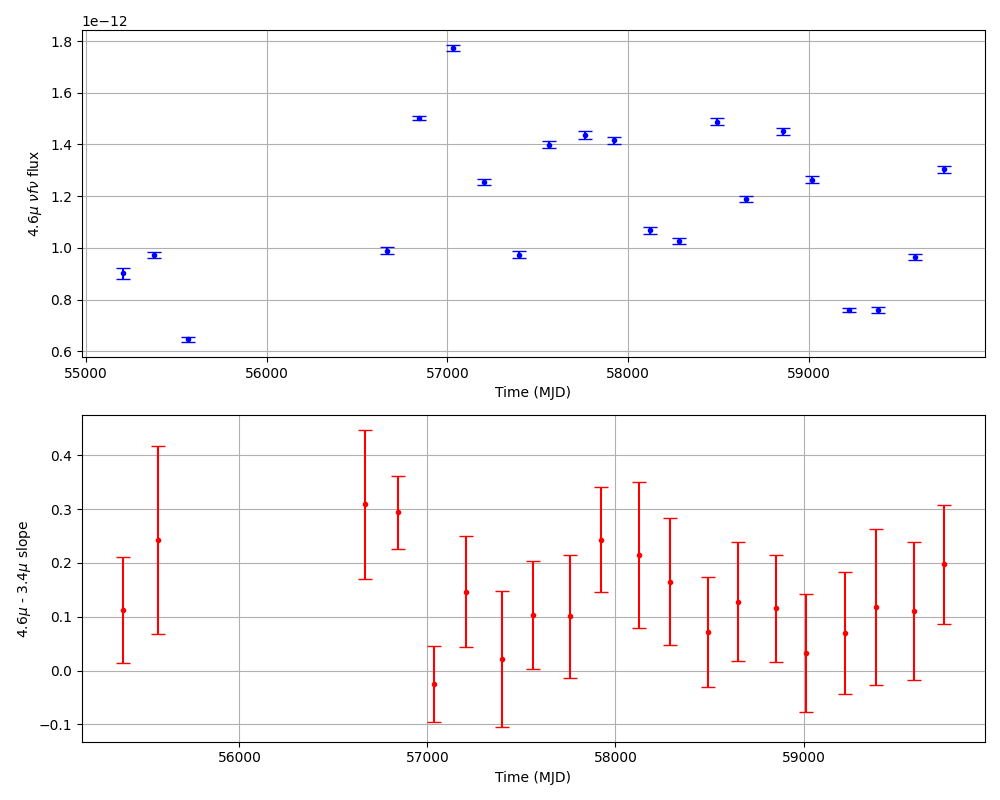 1e−12
1.8
1.6
1.4
1.2
1.0
0.8
0.6
4.6μ νfν flux
55000 56000 57000 58000 59000
Time (MJD)
0.4
0.3
0.2
0.1
0.0
−0.1
4.6μ - 3.4μ slope
56000 57000 58000 59000
Time (MJD)